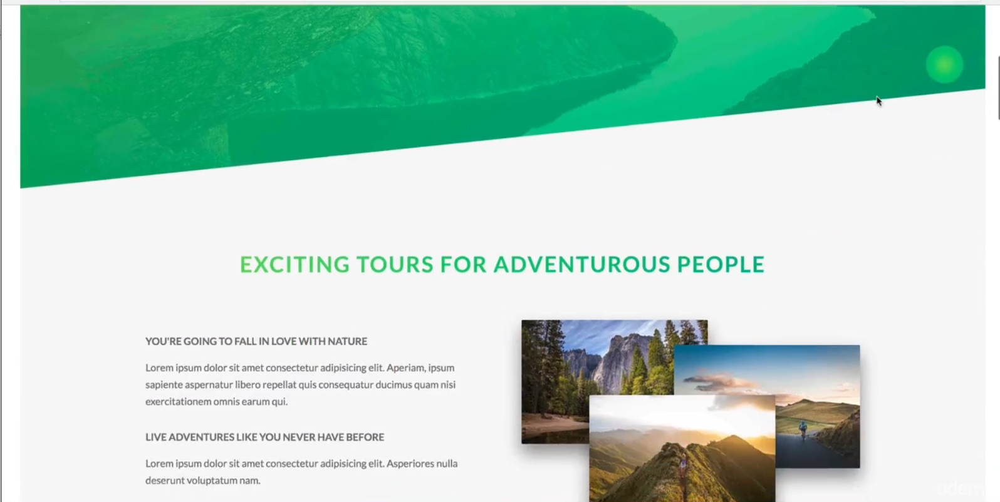 EXCITING TOURS FOR ADVENTUROUS PEOPLE
YOU'RE GOING TO FALL IN LOVE WITH NATURE
Lorem ipsum dolor sit amet consectetur adipisicing elit. Aperiam, ipsum
sapiente aspernatur libero repellat quis consequatur ducimus quam nisi
exercitationem omnis earum qui.
LIVE ADVENTURES LIKE YOU NEVER HAVE BEFORE
Lorem ipsum dolor sit amet consectetur adipisicing elit. Asperiores nulla
deserunt voluptatum nam.